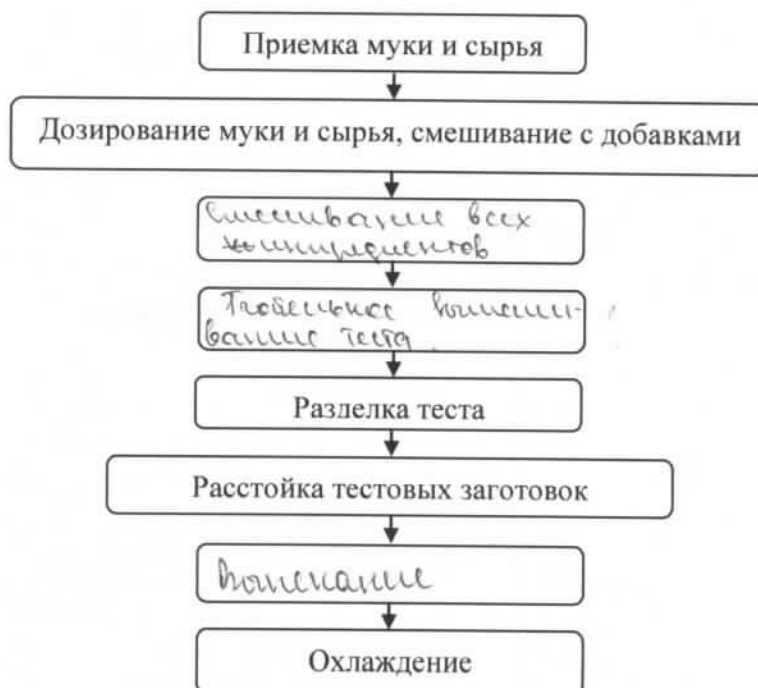 Приемка муки и сырья
Дозирование муки и сырья, смешивание с добавками
смешивание всех
ингредиентов
вымеши-
вание теста
Разделка теста
Расстойка тестовых заготовок
Выпекание
Охлаждение